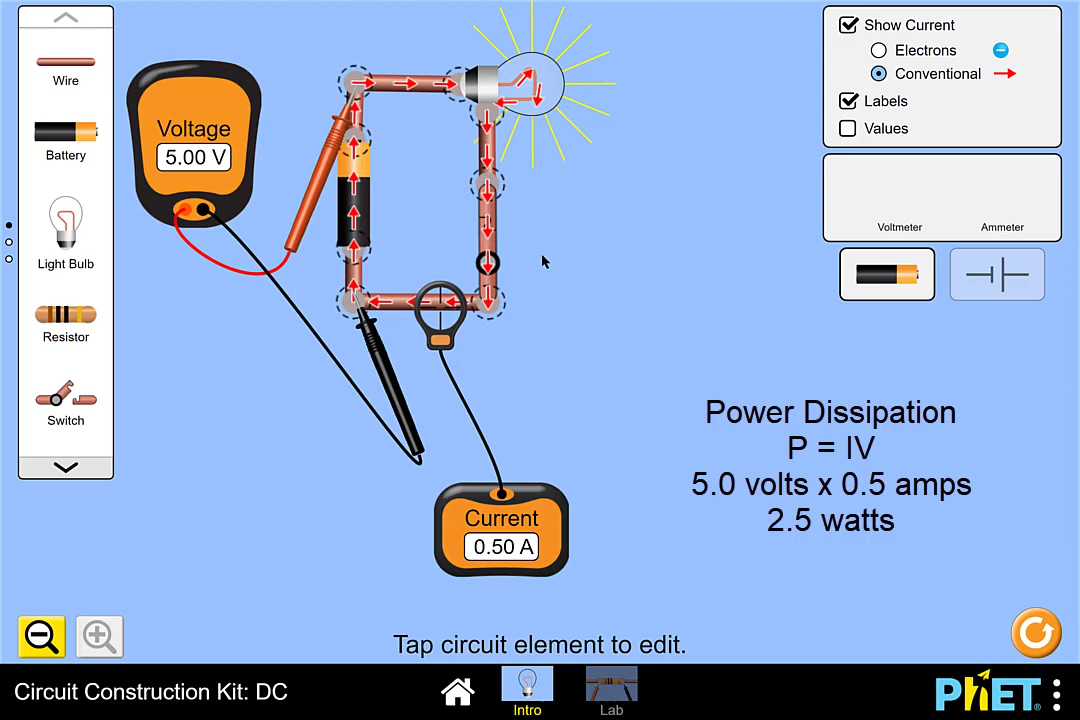 Wire
Battery
Light Bulb
Resistor
Switch
Voltage
5.00 V
Show Current
Electrons
Conventional
Labels
Values
Voltmeter
Ammeter
Power Dissipation
P = IV
5.0 volts x 0.5 amps
2.5 watts
Current
0.50 A
Tap circuit element to edit.
Circuit Construction Kit: DC
Intro
Lab
PhET